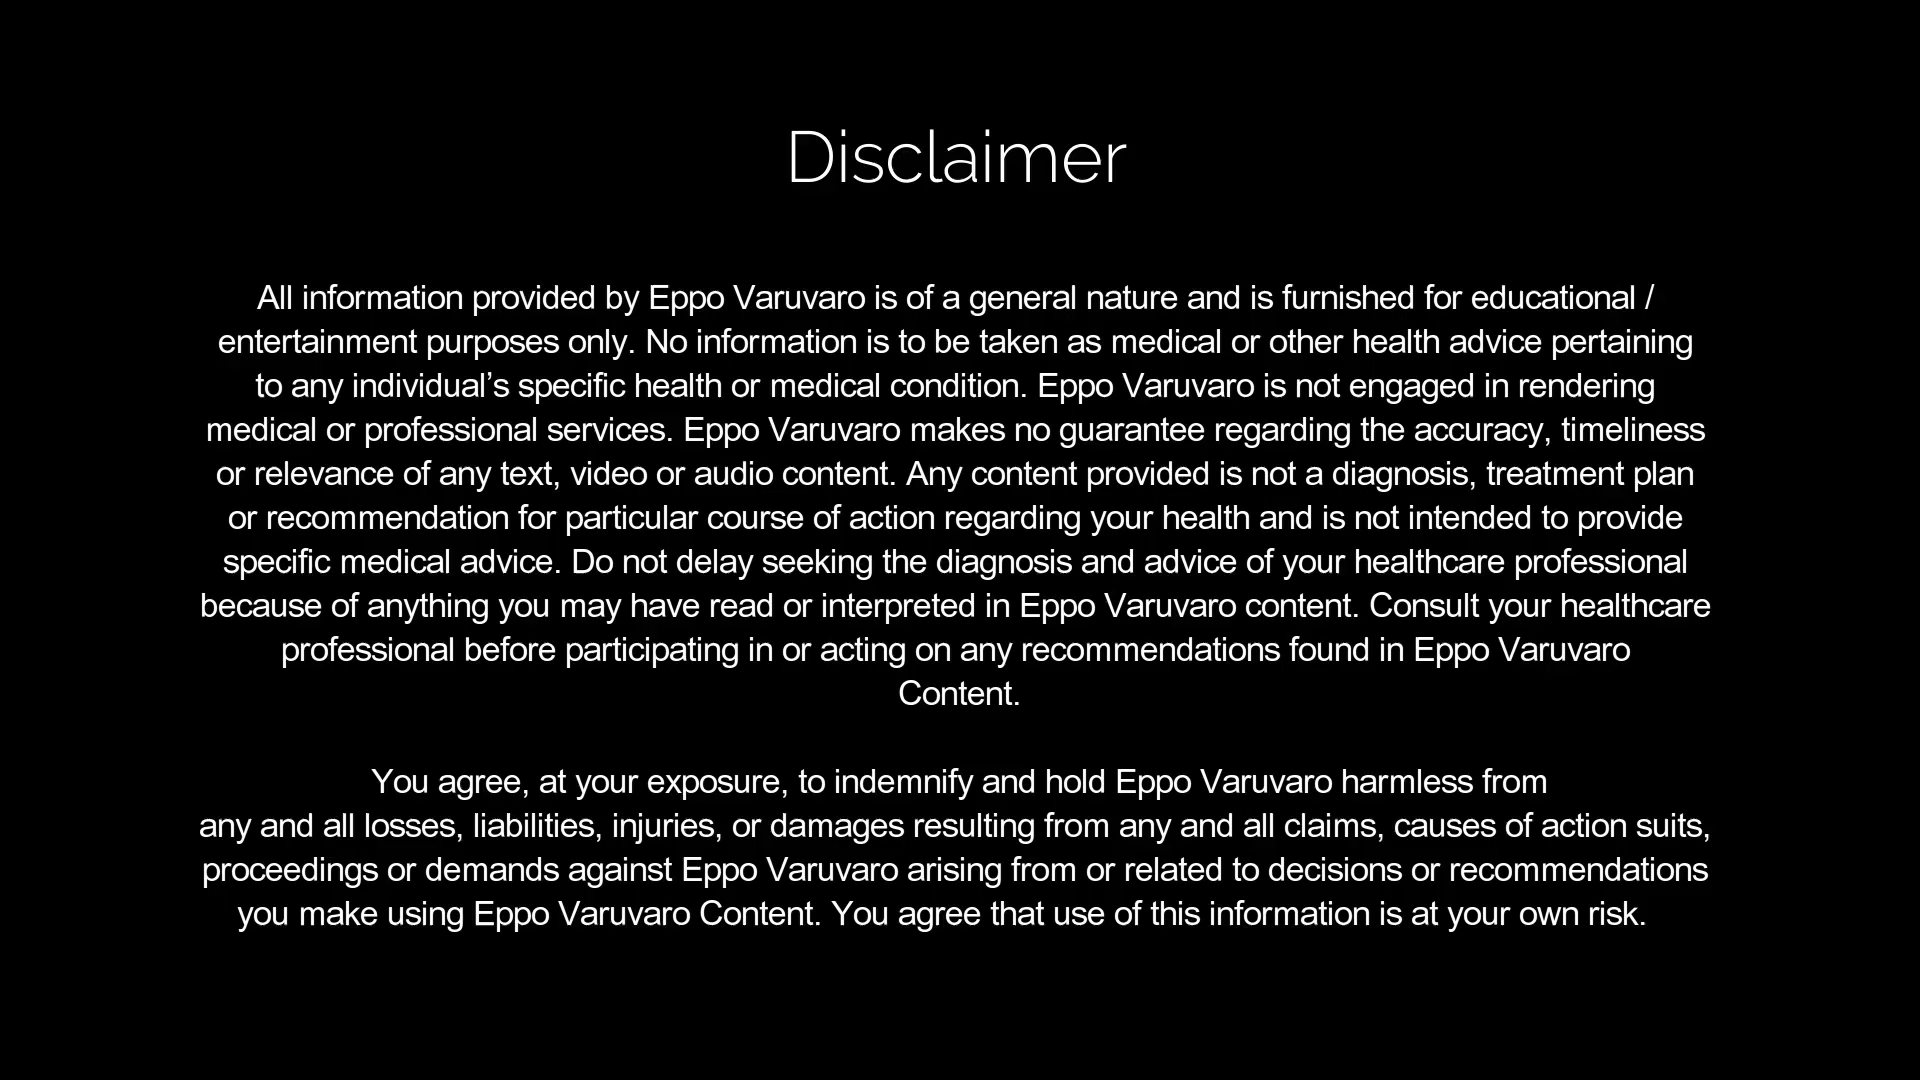 Disclaimer
All information provided by Eppo Varuvaro is of a general nature and is furnished for educational /
entertainment purposes only. No information is to be taken as medical or other health advice pertaining
to any individual’s specific health or medical condition. Eppo Varuvaro is not engaged in rendering
medical or professional services. Eppo Varuvaro makes no guarantee regarding the accuracy, timeliness
or relevance of any text, video or audio content. Any content provided is not a diagnosis, treatment plan
or recommendation for particular course of action regarding your health and is not intended to provide
specific medical advice. Do not delay seeking the diagnosis and advice of your healthcare professional
because of anything you may have read or interpreted in Eppo Varuvaro content. Consult your healthcare
professional before participating in or acting on any recommendations found in Eppo Varuvaro
Content.
You agree, at your exposure, to indemnify and hold Eppo Varuvaro harmless from
any and all losses, liabilities, injuries, or damages resulting from any and all claims, causes of action suits,
proceedings or demands against Eppo Varuvaro arising from or related to decisions or recommendations
you make using Eppo Varuvaro Content. You agree that use of this information is at your own risk.